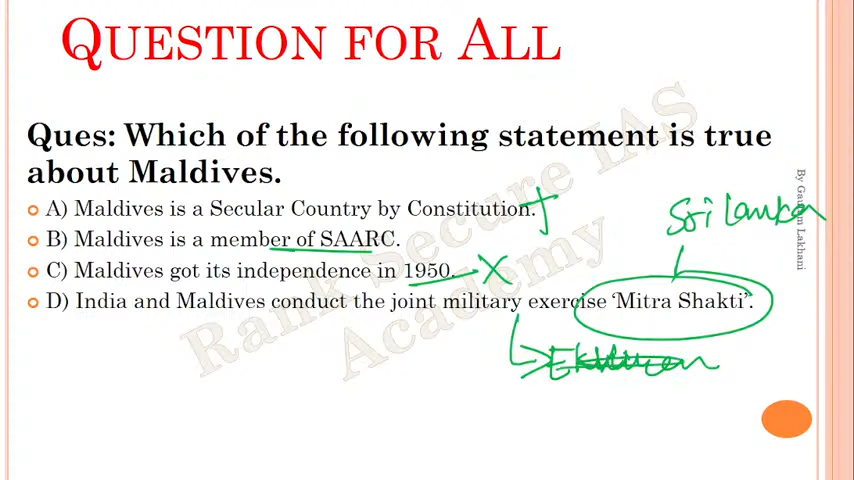 QUESTION FOR ALL
Ques: Which of the following statement is true
about Maldives.
A) Maldives is a Secular Country by Constitution.
B) Maldives is a member of SAARC.
C) Maldives got its independence in 1950.
D) India and Maldives conduct the joint military exercise ‘Mitra Shakti”.
Sri Lanka
Rank Secure IAS
Academy
By Gautam Lakhani